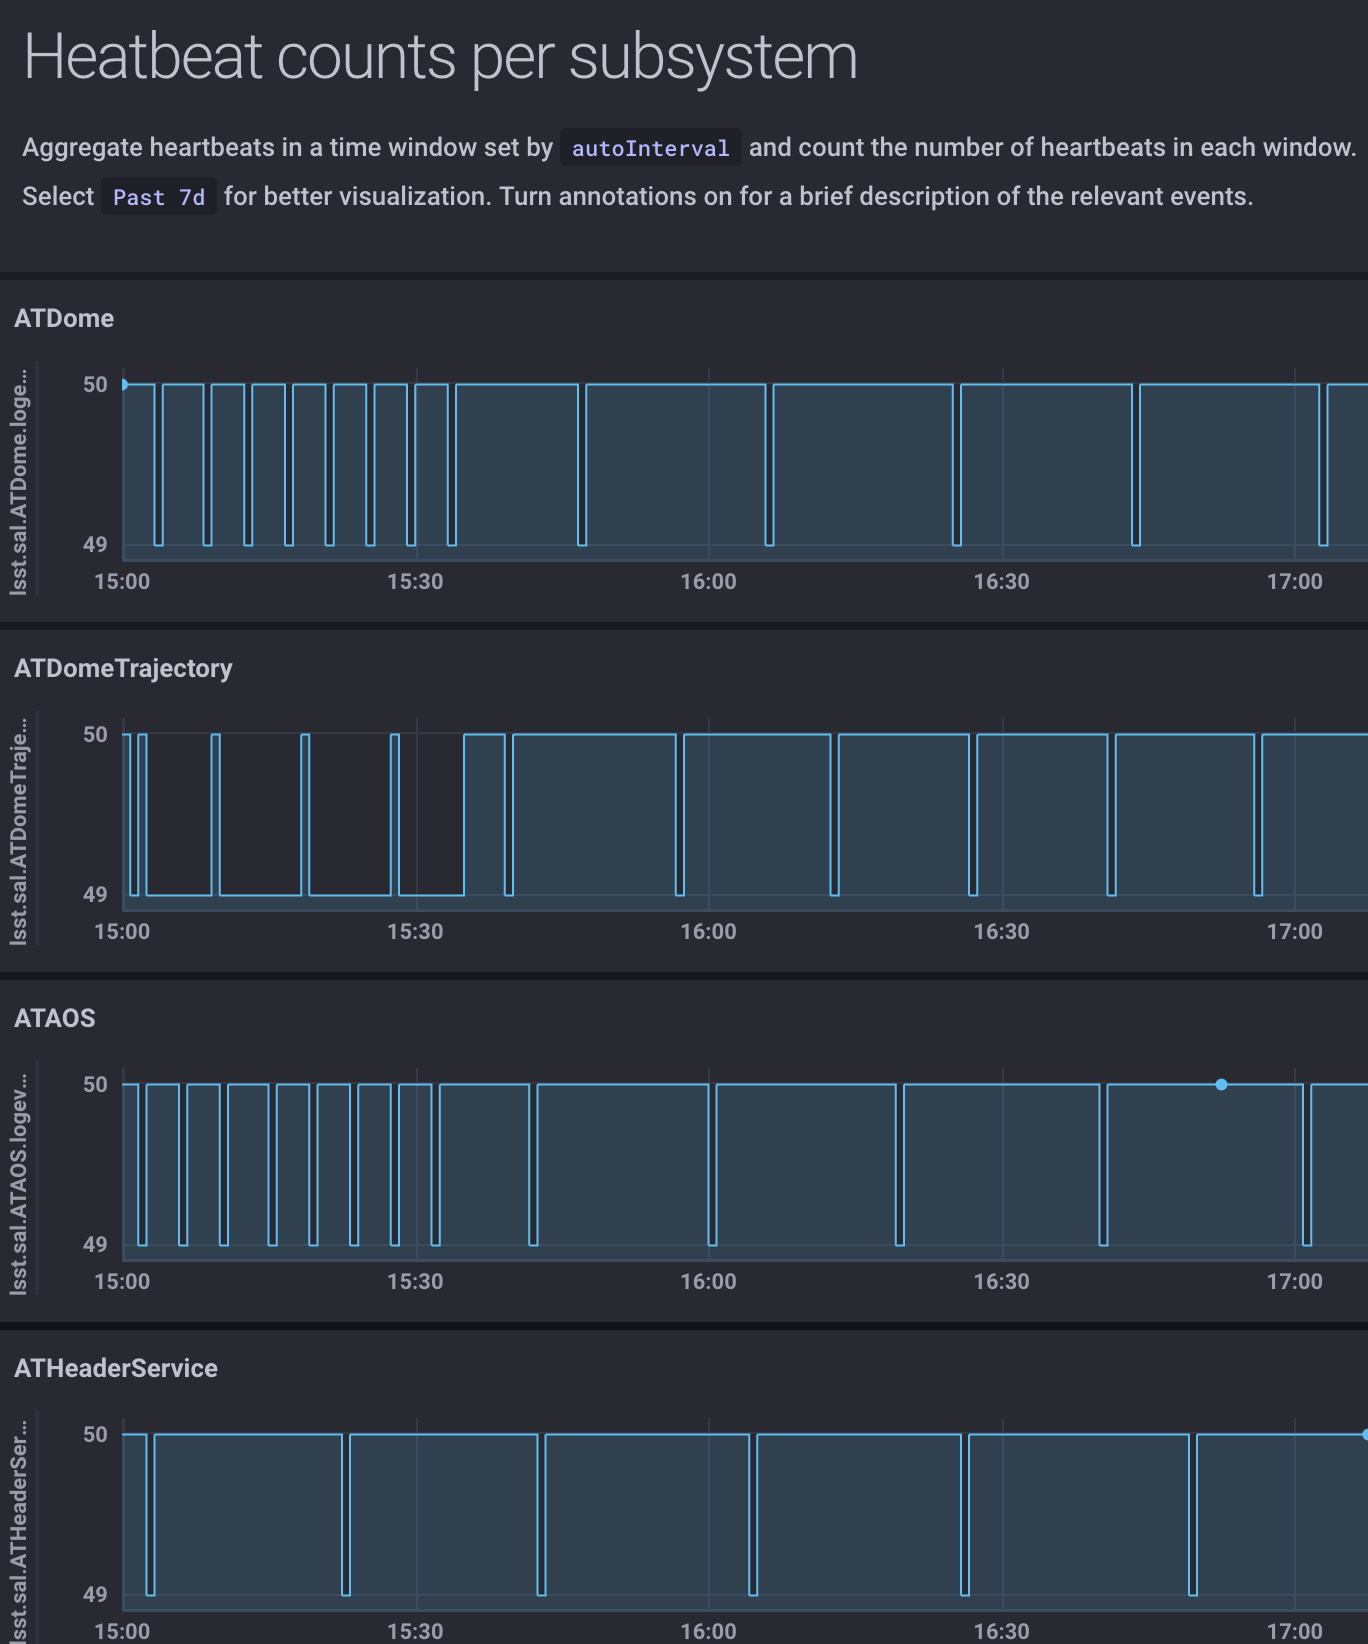 Heatbeat counts per subsystem
Aggregate heartbeats in a time window set by autoInterval and count the number of heartbeats in each window.
Select Past 7d for better visualization. Turn annotations on for a brief description of the relevant events.
ATDome
lsst.sal.ATDome.loge...
50
49
15:00 15:30 16:00 16:30 17:00
ATDomeTrajectory
lsst.sal.ATDomeTraje...
50
49
15:00 15:30 16:00 16:30 17:00
ATAOS
lsst.sal.ATAOS.logev...
50
49
15:00 15:30 16:00 16:30 17:00
ATHeaderService
lsst.sal.ATHeaderSer...
50
49
15:00 15:30 16:00 16:30 17:00